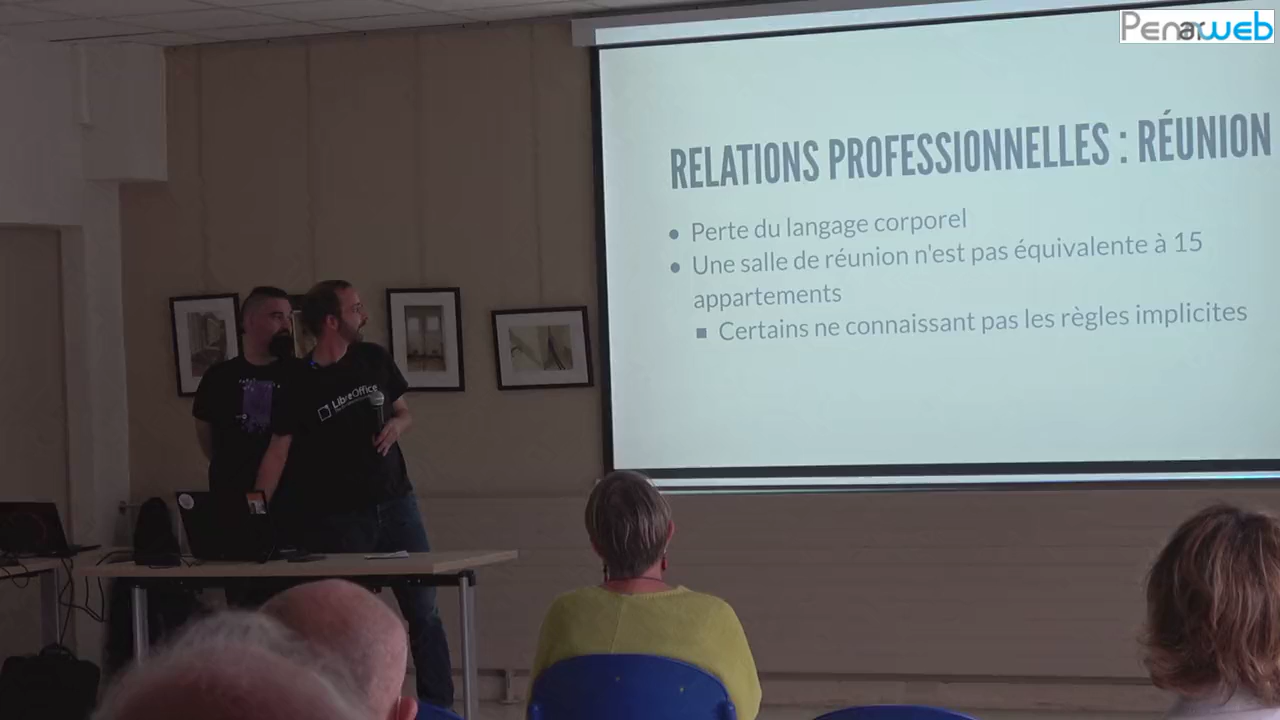 Penarweb
RELATIONS PROFESSIONNELLES : RÉUNION
Perte du langage corporel
Une salle de réunion n'est pas équivalente à 15
appartements
Certains ne connaissant pas les règles implicites
LibreOffice